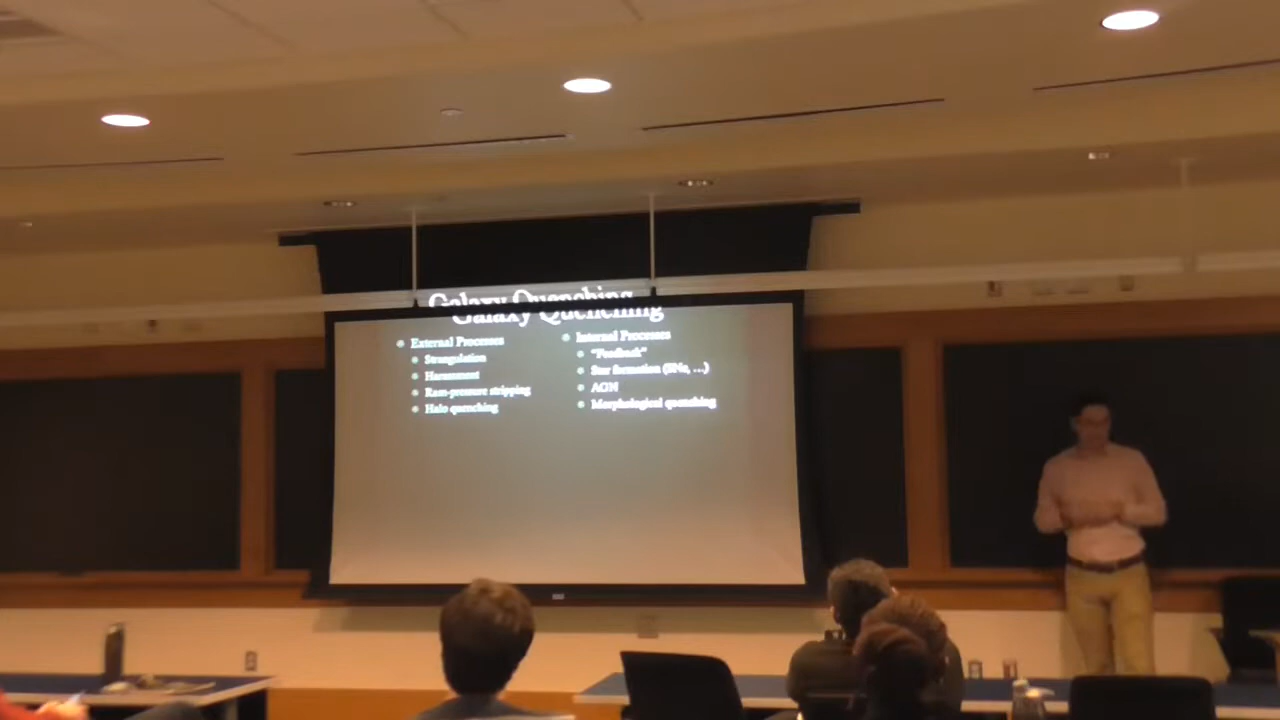 Galaxy Quenching
External Processes
Strangulation
Harassment
Ram-pressure stripping
Halo quenching
Internal Processes
"Feedback"
Star formation (SNe, ...)
AGN
Morphological quenching